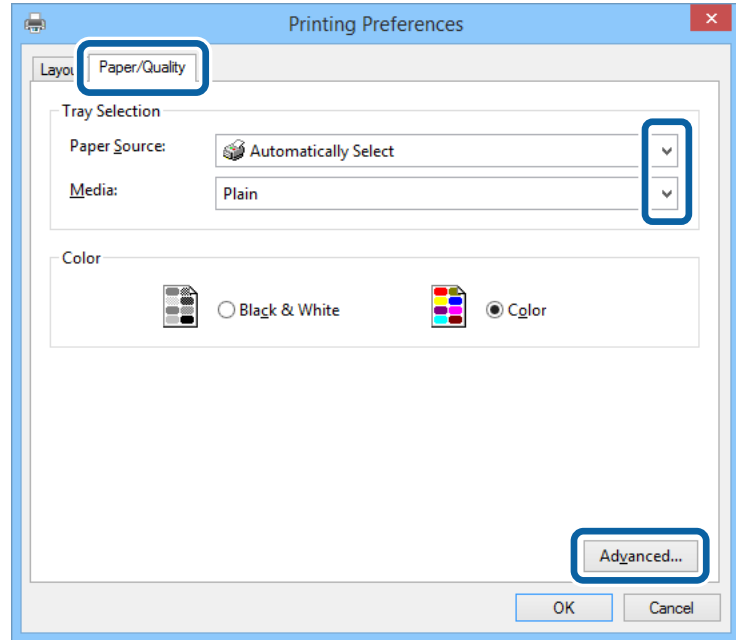 Printing Preferences
Layou Paper/Quality
Tray Selection
Paper Source: Automatically Select
Media: Plain
Color
Black & White Color
Advanced...
OK Cancel